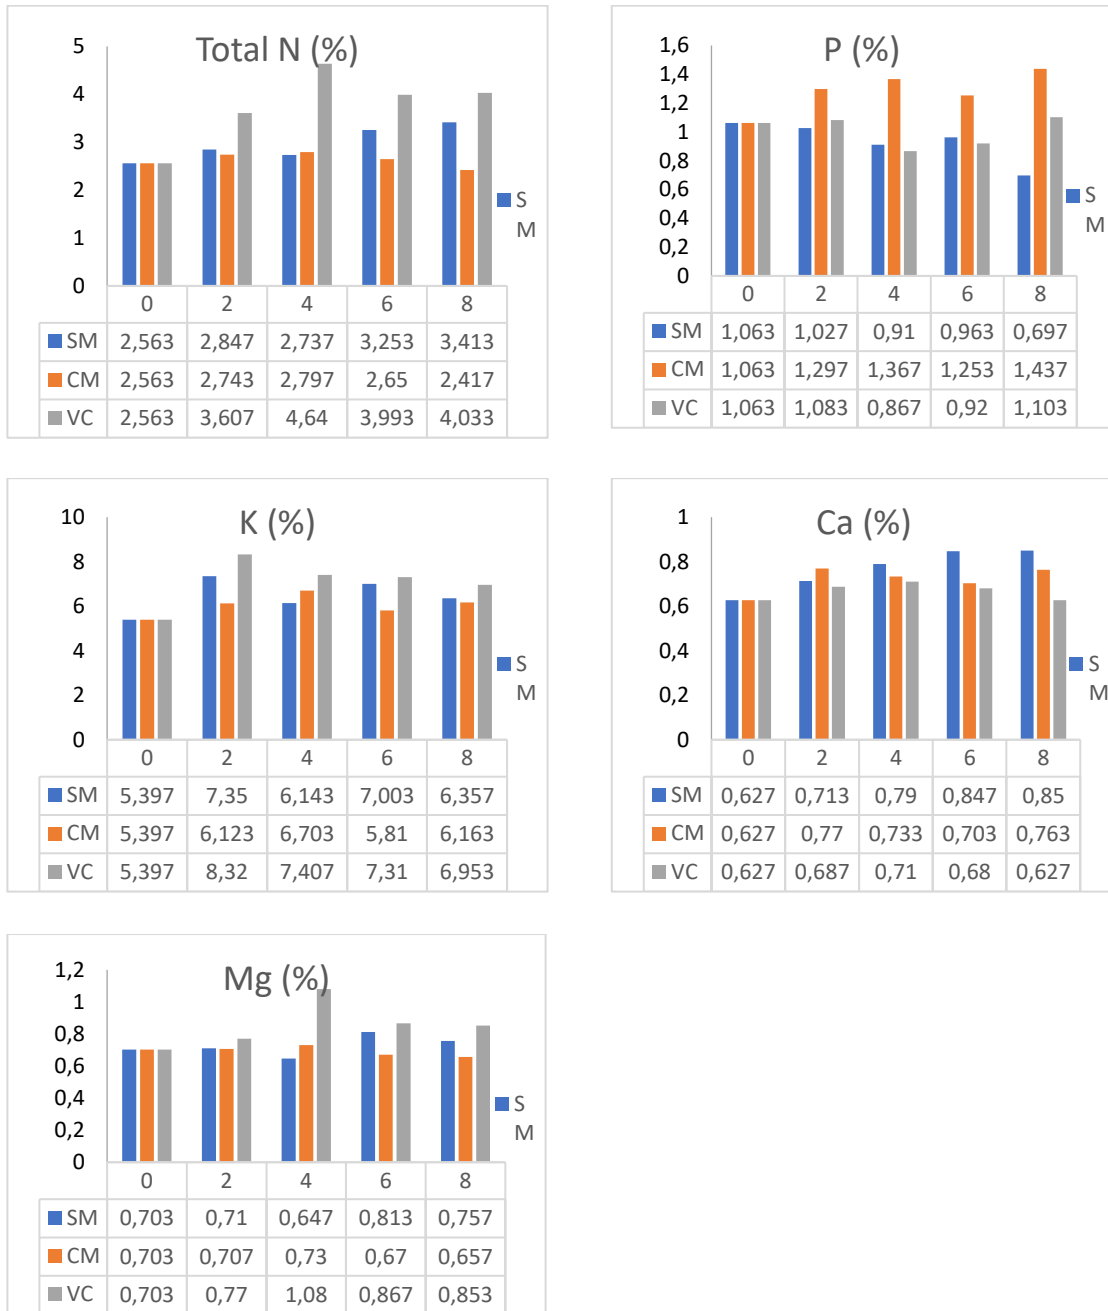 Total N (%)
5
4
3
2
1
0
0 2 4 6 8
SM 2,563 2,847 2,737 3,253 3,413
CM 2,563 2,743 2,797 2,65 2,417
VC 2,563 3,607 4,64 3,993 4,033
S
M
P (%)
1,6
1,4
1,2
1
0,8
0,6
0,4
0,2
0
0 2 4 6 8
SM 1,063 1,027 0,91 0,963 0,697
CM 1,063 1,297 1,367 1,253 1,437
VC 1,063 1,083 0,867 0,92 1,103
S
M
K (%)
10
8
6
4
2
0
0 2 4 6 8
SM 5,397 7,35 6,143 7,003 6,357
CM 5,397 6,123 6,703 5,81 6,163
VC 5,397 8,32 7,407 7,31 6,953
S
M
Ca (%)
1
0,8
0,6
0,4
0,2
0
0 2 4 6 8
SM 0,627 0,713 0,79 0,847 0,85
CM 0,627 0,77 0,733 0,703 0,763
VC 0,627 0,687 0,71 0,68 0,627
S
M
Mg (%)
1,2
1
0,8
0,6
0,4
0,2
0
0 2 4 6 8
SM 0,703 0,71 0,647 0,813 0,757
CM 0,703 0,707 0,73 0,67 0,657
VC 0,703 0,77 1,08 0,867 0,853
S
M